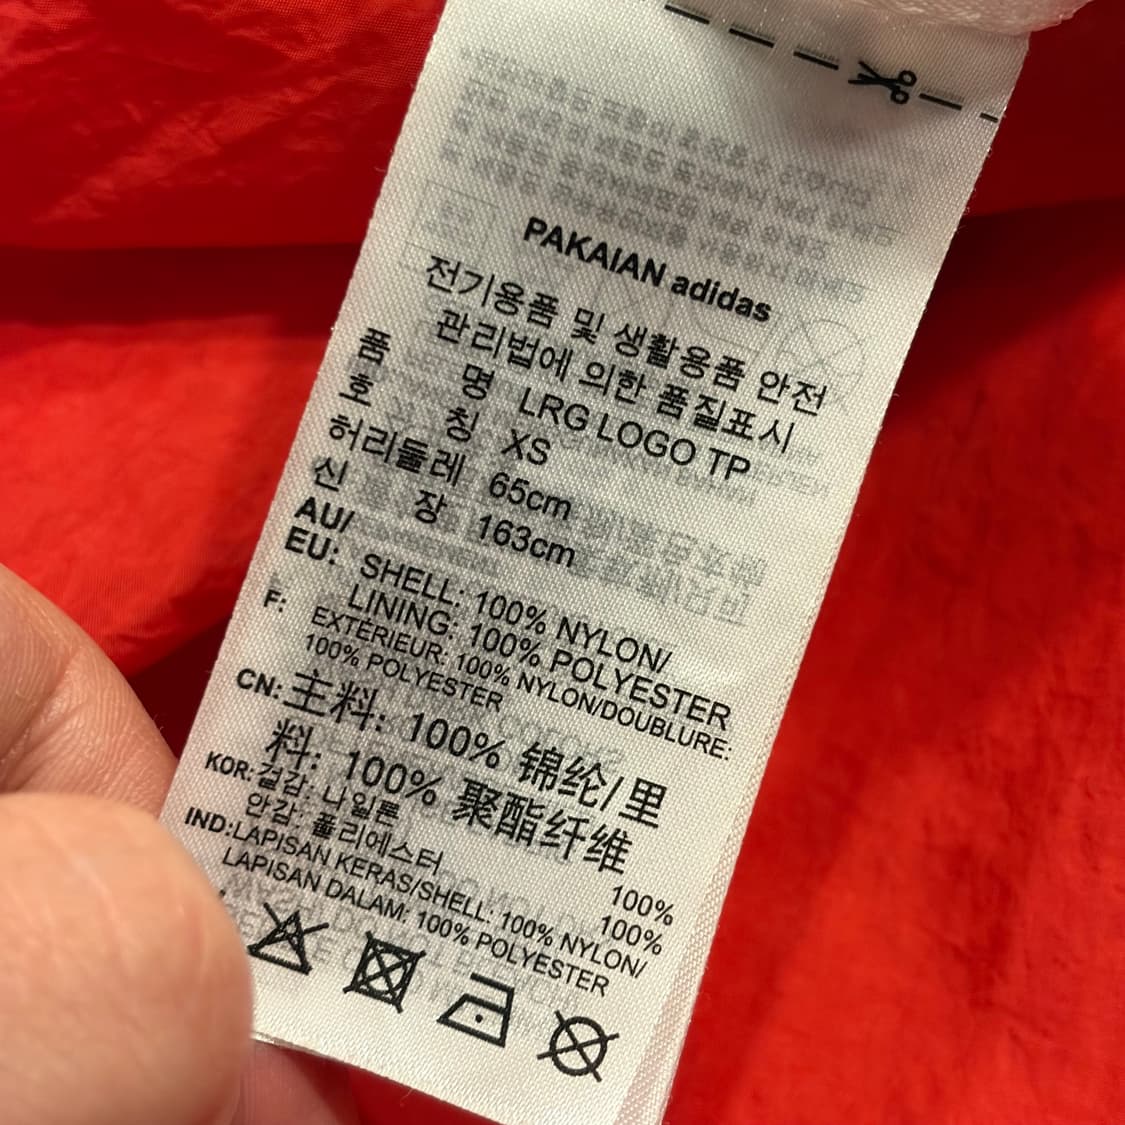 PAKAIAN adidas
전기용품 및 생활용품 안전
관리법에 의한 품질표시
품 명 LRG LOGO TP
호 칭 XS
허리둘레 65cm
신 장 163cm
AU/
EU: SHELL: 100% NYLON/
LINING: 100% POLYESTER
F: EXTÉRIEUR: 100% NYLON/DOUBLURE:
100% POLYESTER
CN: 主料: 100% 锦纶/里
料: 100% 聚酯纤维
KOR: 겉감: 나일론 100%
안감: 폴리에스터 100%
IND: LAPISAN KERAS/SHELL: 100% NYLON/
LAPISAN DALAM: 100% POLYESTER